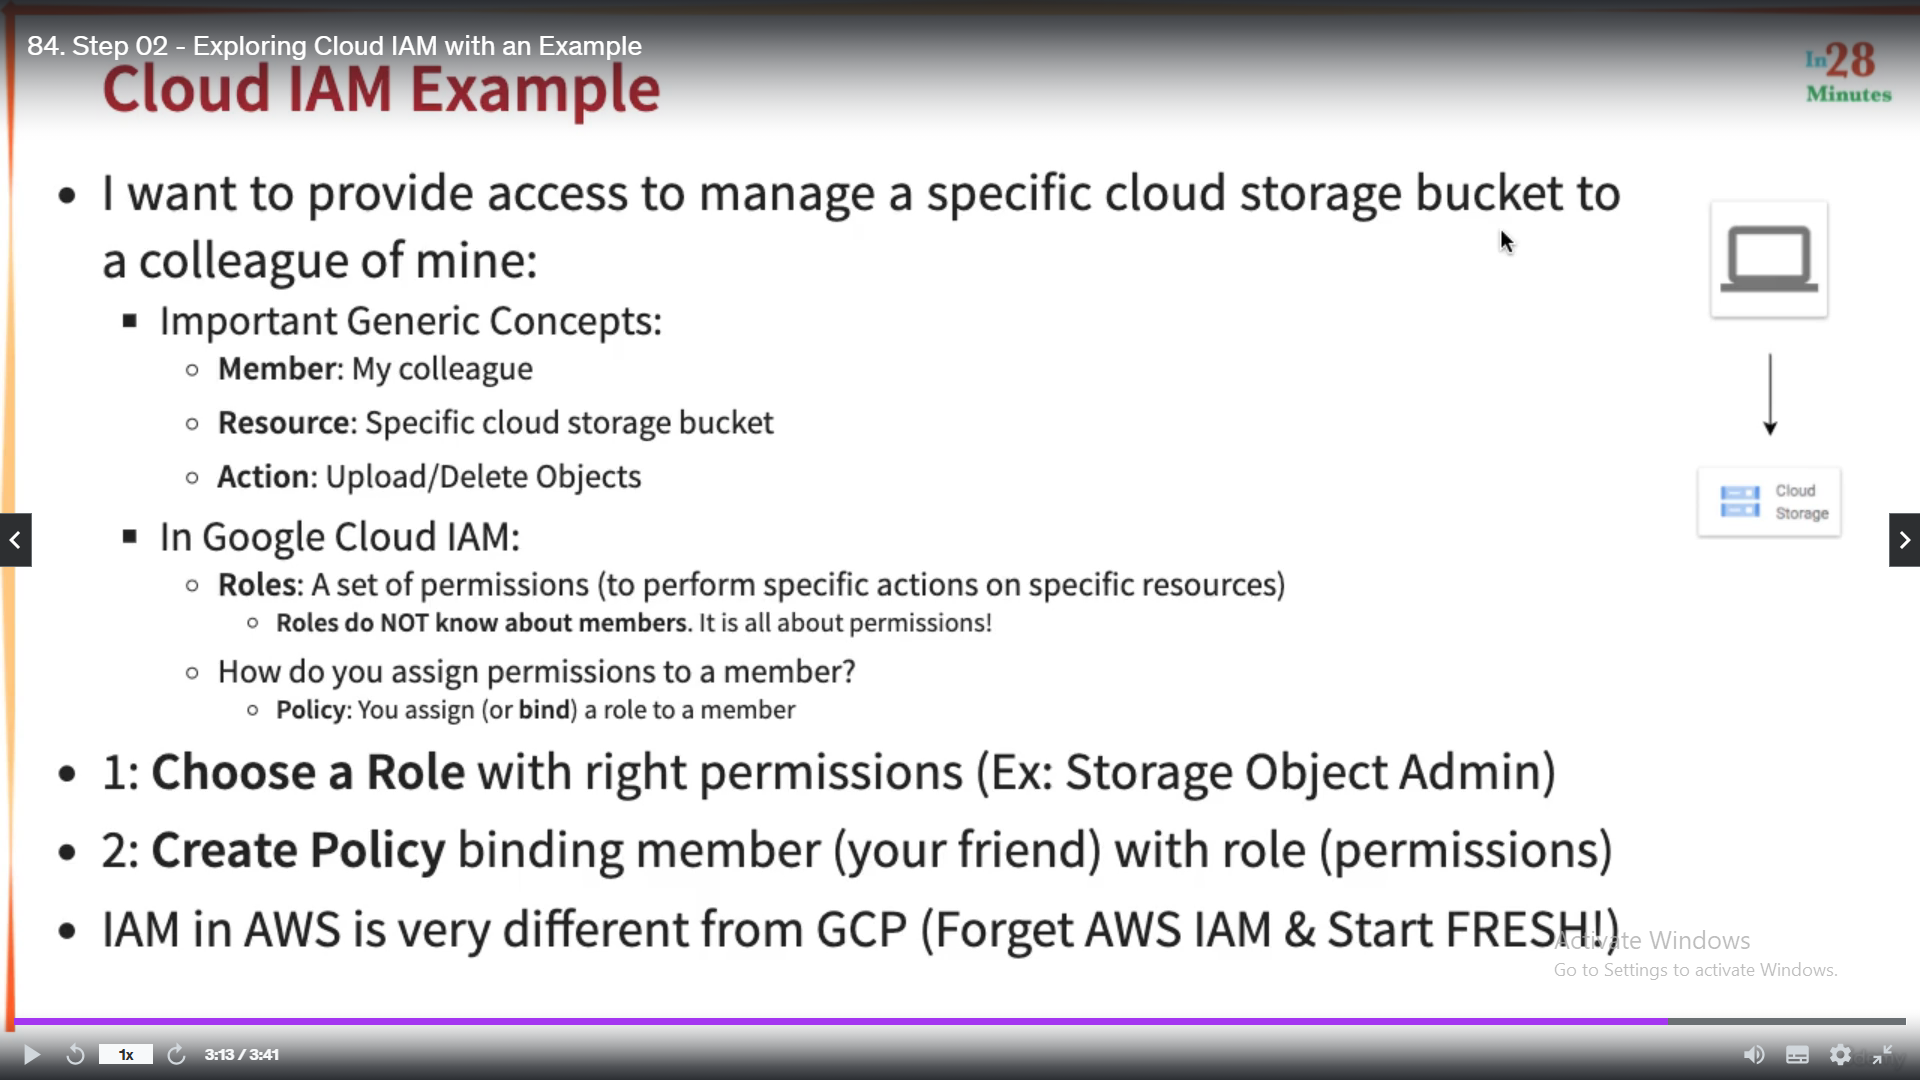 84. Step 02 - Exploring Cloud IAM with an Example
Cloud IAM Example
In28
Minutes
• I want to provide access to manage a specific cloud storage bucket to
a colleague of mine:
▪ Important Generic Concepts:
○ Member: My colleague
○ Resource: Specific cloud storage bucket
○ Action: Upload/Delete Objects
Cloud
Storage
▪ In Google Cloud IAM:
○ Roles: A set of permissions (to perform specific actions on specific resources)
○ Roles do NOT know about members. It is all about permissions!
○ How do you assign permissions to a member?
○ Policy: You assign (or bind) a role to a member
• 1: Choose a Role with right permissions (Ex: Storage Object Admin)
• 2: Create Policy binding member (your friend) with role (permissions)
• IAM in AWS is very different from GCP (Forget AWS IAM & Start FRESH!)
Activate Windows
Go to Settings to activate Windows.
1x
3:13 / 3:41